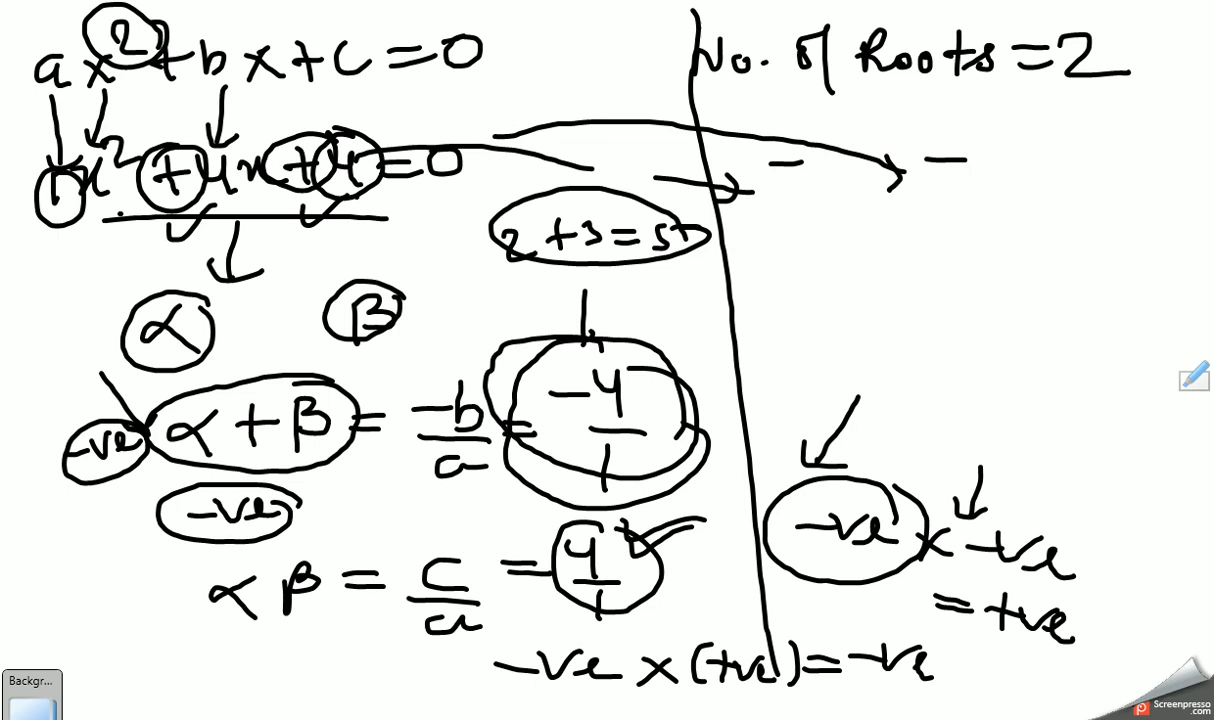 ax²+bx+c=0
No. of Roots=2
1x²+4x+4=0
– –
2+3=5
α β
-ve α+β=-b/a=-4/1
-ve
-ve x -ve
=+ve
αβ=c/a=4/1
-ve x (+ve)=-ve
Backgr...
Screenpresso
.com